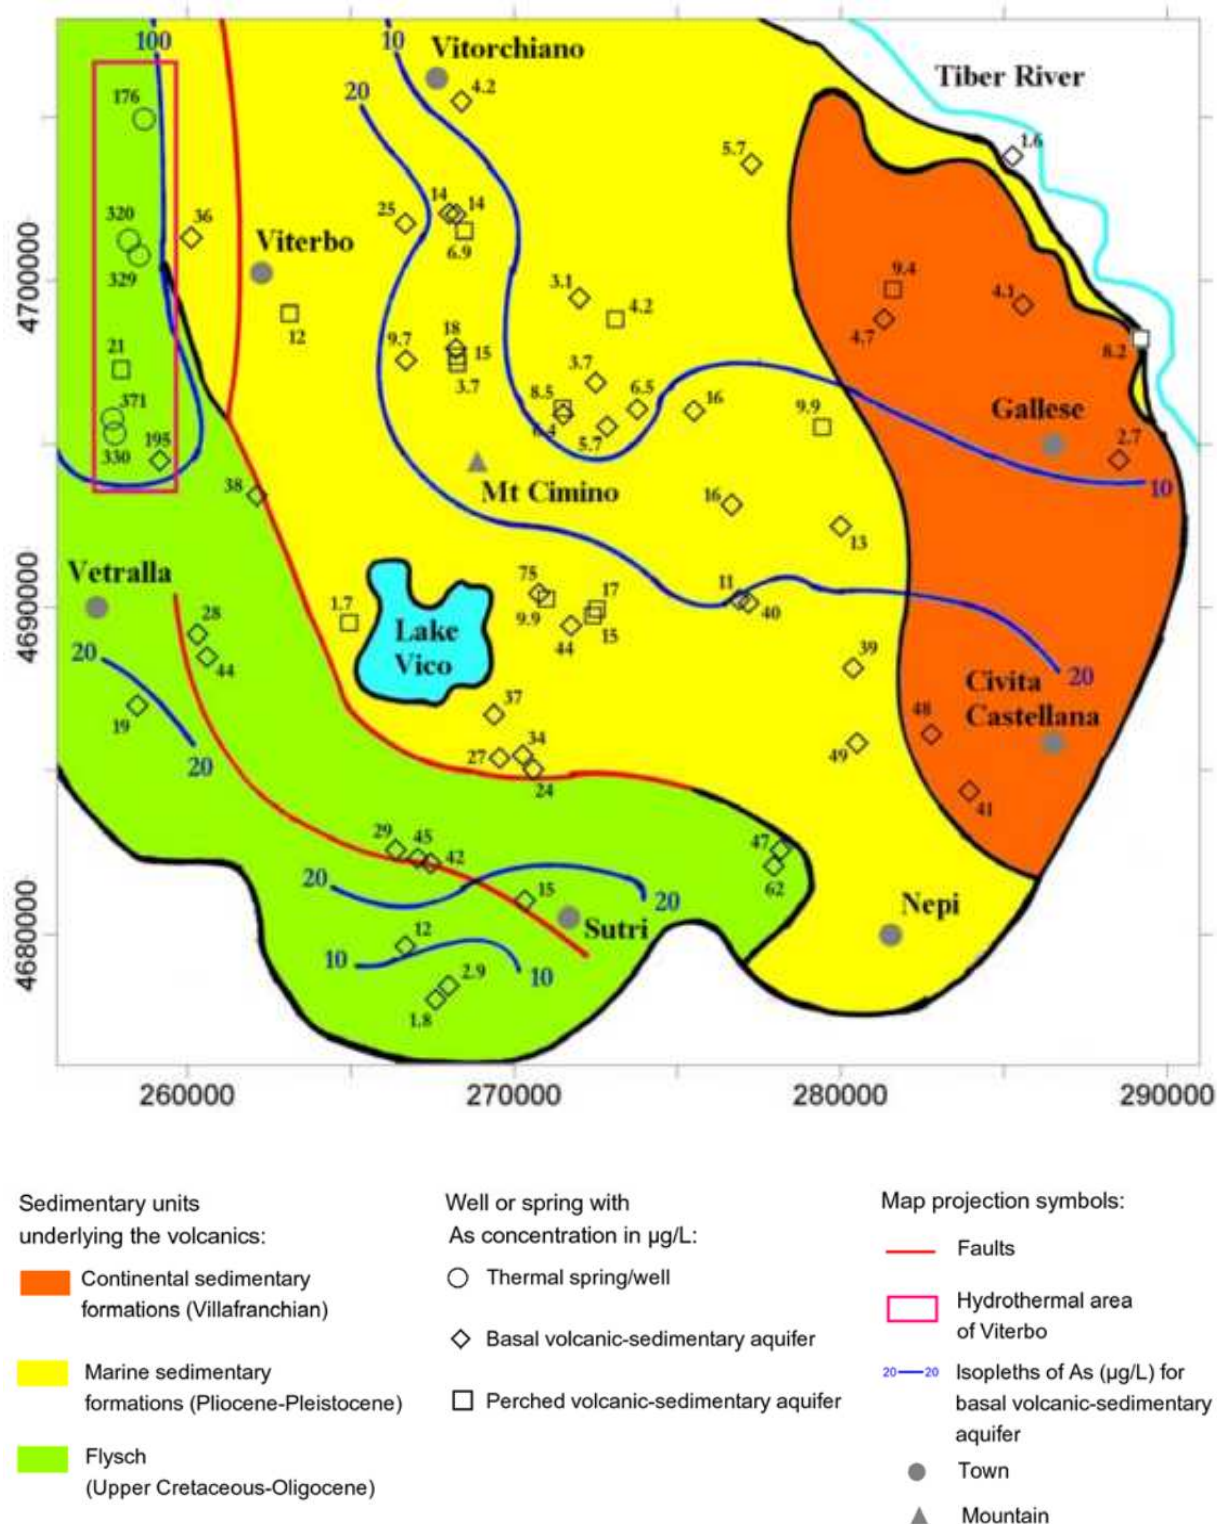 100
10
Vitorchiano
Tiber River
4.2
20
176
1.6
5.7
320
36
25
14
14
Viterbo
6.9
329
9.4
4700000
3.1
4.2
4.1
12
4.7
18
9.7
15
8.2
21
3.7
3.7
371
8.5
6.5
16
9.9
Gallese
6.4
5.7
2.7
195
330
38
Mt Cimino
16
10
13
Vetralla
75
11
40
1.7
17
9.9
15
28
4690000
Lake
Vico
44
20
44
39
20
Civita
Castellana
19
37
48
34
27
49
20
24
41
29
45
42
47
62
20
15
20
Nepi
Sutri
12
10
2.9
10
4680000
1.8
260000
270000
280000
290000
Sedimentary units
underlying the volcanics:
Continental sedimentary
formations (Villafranchian)
Marine sedimentary
formations (Pliocene-Pleistocene)
Flysch
(Upper Cretaceous-Oligocene)
Well or spring with
As concentration in µg/L:
Thermal spring/well
Basal volcanic-sedimentary aquifer
Perched volcanic-sedimentary aquifer
Map projection symbols:
Faults
Hydrothermal area
of Viterbo
20 20 Isopleths of As (µg/L) for
basal volcanic-sedimentary
aquifer
Town
Mountain